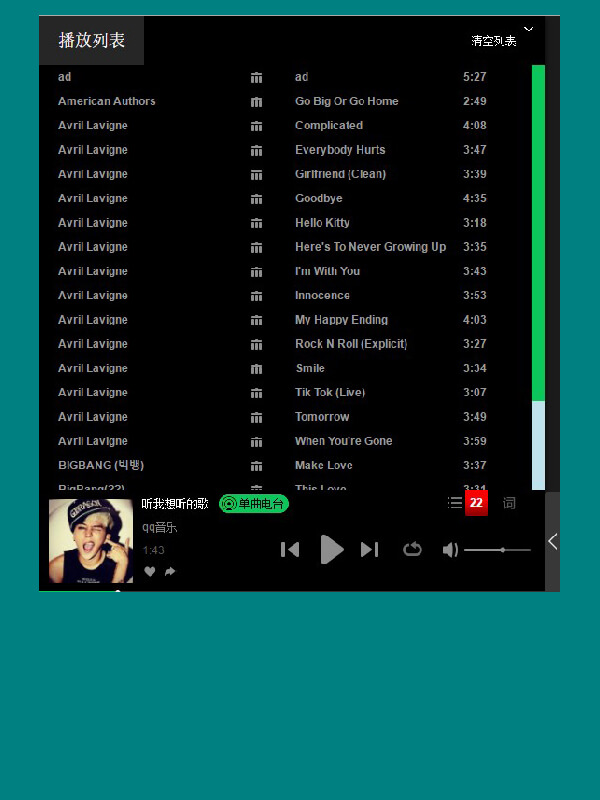 播放列表 清空列表
ad ad 5:27
American Authors Go Big Or Go Home 2:49
Avril Lavigne Complicated 4:08
Avril Lavigne Everybody Hurts 3:47
Avril Lavigne Girlfriend (Clean) 3:39
Avril Lavigne Goodbye 4:35
Avril Lavigne Hello Kitty 3:18
Avril Lavigne Here's To Never Growing Up 3:35
Avril Lavigne I'm With You 3:43
Avril Lavigne Innocence 3:53
Avril Lavigne My Happy Ending 4:03
Avril Lavigne Rock N Roll (Explicit) 3:27
Avril Lavigne Smile 3:34
Avril Lavigne Tik Tok (Live) 3:07
Avril Lavigne Tomorrow 3:49
Avril Lavigne When You're Gone 3:59
BIGBANG (빅뱅) Make Love 3:37
BigBang(??) This Love 3:31
听我想听的歌 单曲电台 22 词
qq音乐
1:43